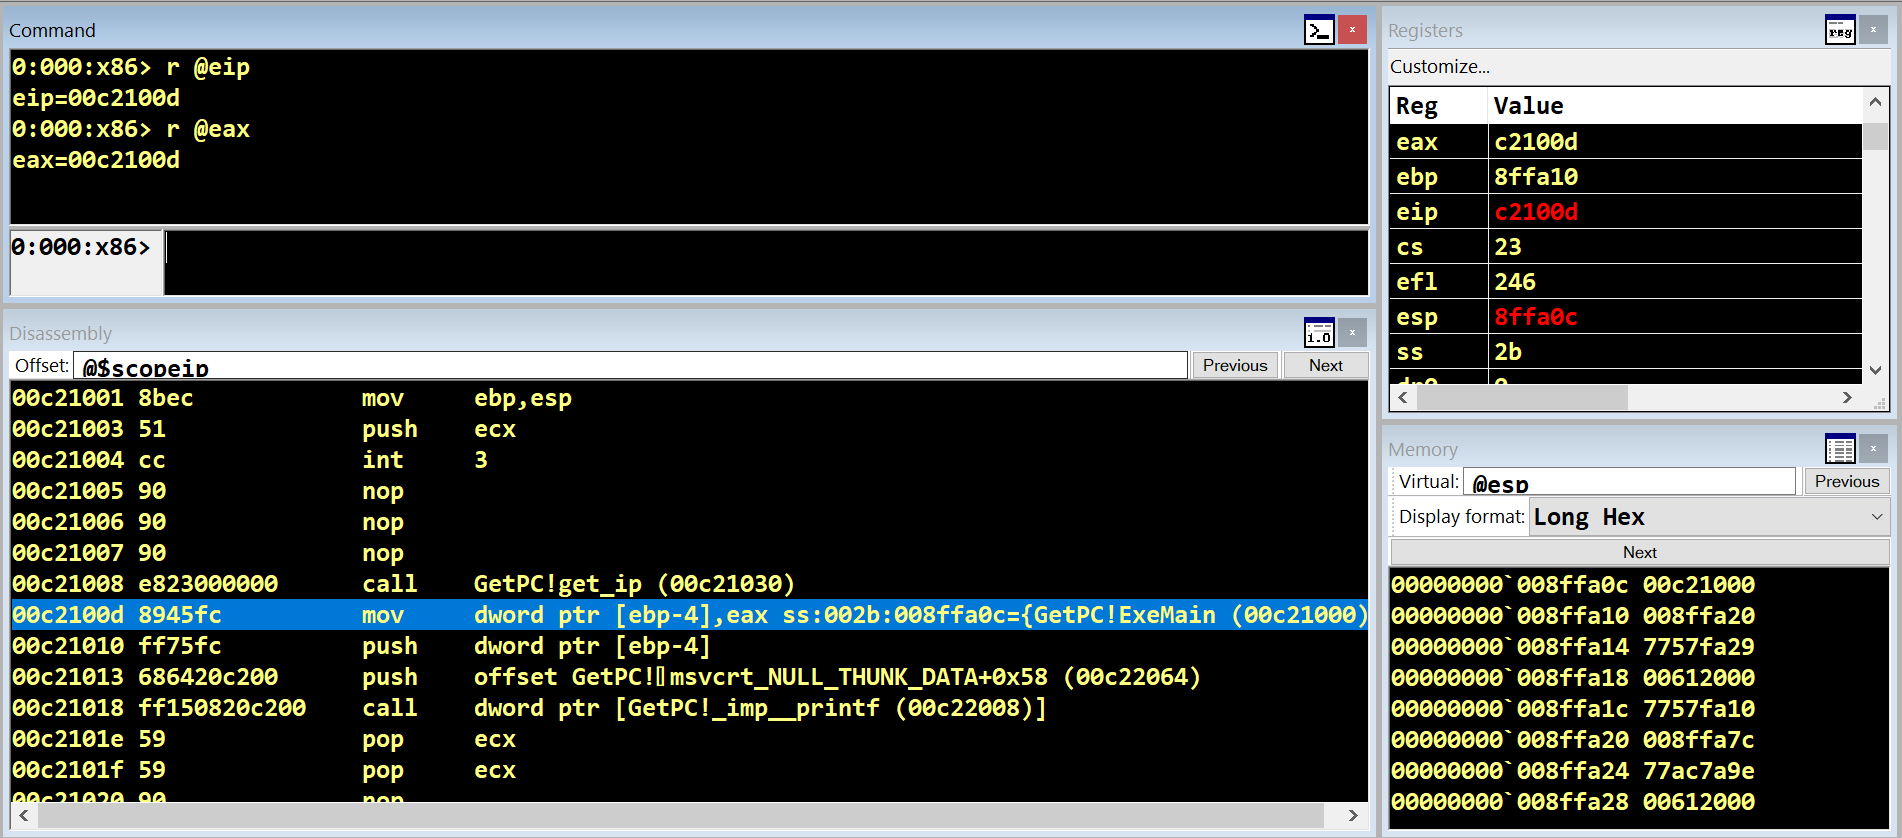 Command
0:000:x86> r @eip
eip=00c2100d
0:000:x86> r @eax
eax=00c2100d
0:000:x86>
Disassembly
Offset: @$scopeip Previous Next
00c21001 8bec mov ebp,esp
00c21003 51 push ecx
00c21004 cc int 3
00c21005 90 nop
00c21006 90 nop
00c21007 90 nop
00c21008 e823000000 call GetPC!get_ip (00c21030)
00c2100d 8945fc mov dword ptr [ebp-4],eax ss:002b:008ffa0c={GetPC!ExeMain (00c21000)
00c21010 ff75fc push dword ptr [ebp-4]
00c21013 686420c200 push offset GetPC!msvcrt_NULL_THUNK_DATA+0x58 (00c22064)
00c21018 ff150820c200 call dword ptr [GetPC!_imp__printf (00c22008)]
00c2101e 59 pop ecx
00c2101f 59 pop ecx
00c21020 90 nop
Registers
reg
Customize...
Reg Value
eax c2100d
ebp 8ffa10
eip c2100d
cs 23
efl 246
esp 8ffa0c
ss 2b
dr0 0
Memory
Virtual: @esp Previous
Display format: Long Hex
Next
00000000`008ffa0c 00c21000
00000000`008ffa10 008ffa20
00000000`008ffa14 7757fa29
00000000`008ffa18 00612000
00000000`008ffa1c 7757fa10
00000000`008ffa20 008ffa7c
00000000`008ffa24 77ac7a9e
00000000`008ffa28 00612000